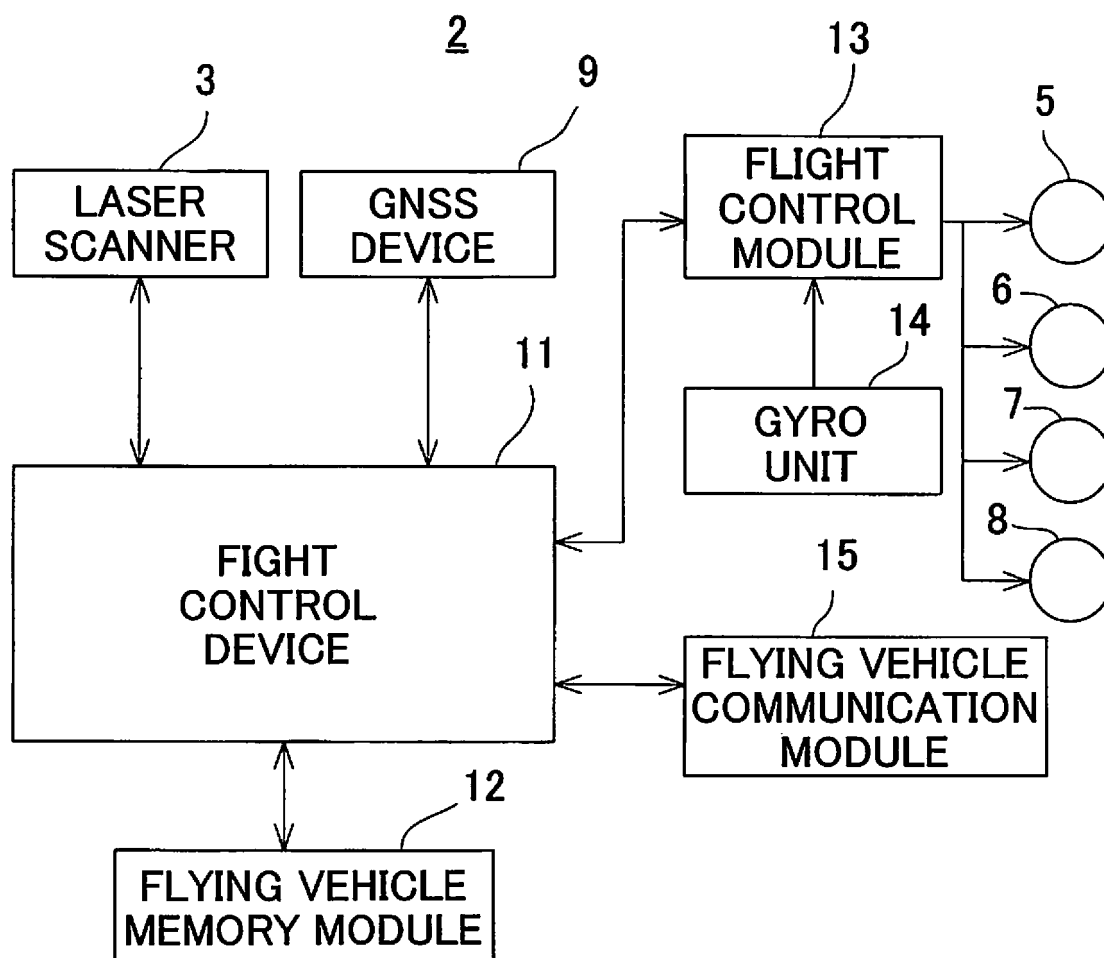 2
3
9
13
5
LASER
SCANNER
GNSS
DEVICE
FLIGHT
CONTROL
MODULE
6
14
11
7
GYRO
UNIT
8
FIGHT
CONTROL
DEVICE
15
FLYING VEHICLE
COMMUNICATION
MODULE
12
FLYING VEHICLE
MEMORY MODULE